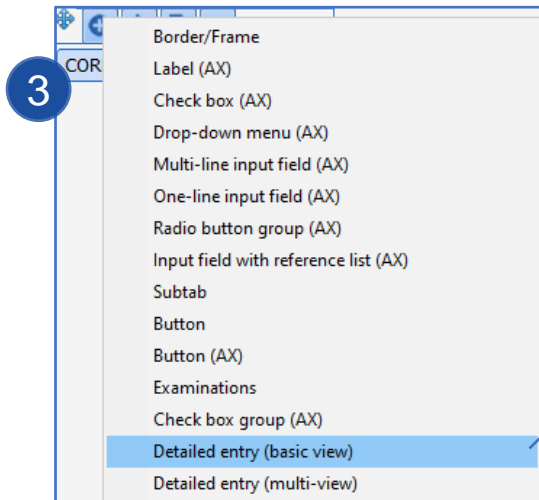 3
COR
Border/Frame
Label (AX)
Check box (AX)
Drop-down menu (AX)
Multi-line input field (AX)
One-line input field (AX)
Radio button group (AX)
Input field with reference list (AX)
Subtab
Button
Button (AX)
Examinations
Check box group (AX)
Detailed entry (basic view)
Detailed entry (multi-view)